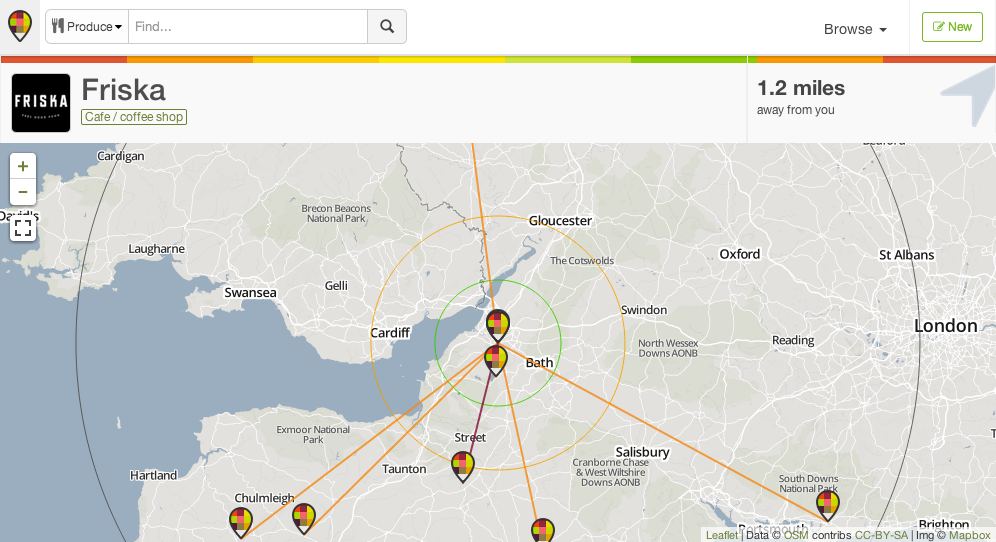 Produce
Find...
Browse
New
FRISKA
FEEL GOOD FOOD
Friska
Cafe / coffee shop
1.2 miles
away from you
+
−
Cardigan
Brecon Beacons
National Park
Gloucester
David's
Laugharne
The Cotswolds
Oxford
St Albans
Swansea
Gelli
Swindon
London
Cardiff
North Wessex
Downs AONB
Reading
Bath
Exmoor National
Park
Street
Salisbury
Taunton
Cranborne Chase
& West Wiltshire
Downs AONB
Hartland
South Downs
National Park
Chulmleigh
Portsmouth
Brighton
Leaflet | Data © OSM contribs CC-BY-SA | Img © Mapbox